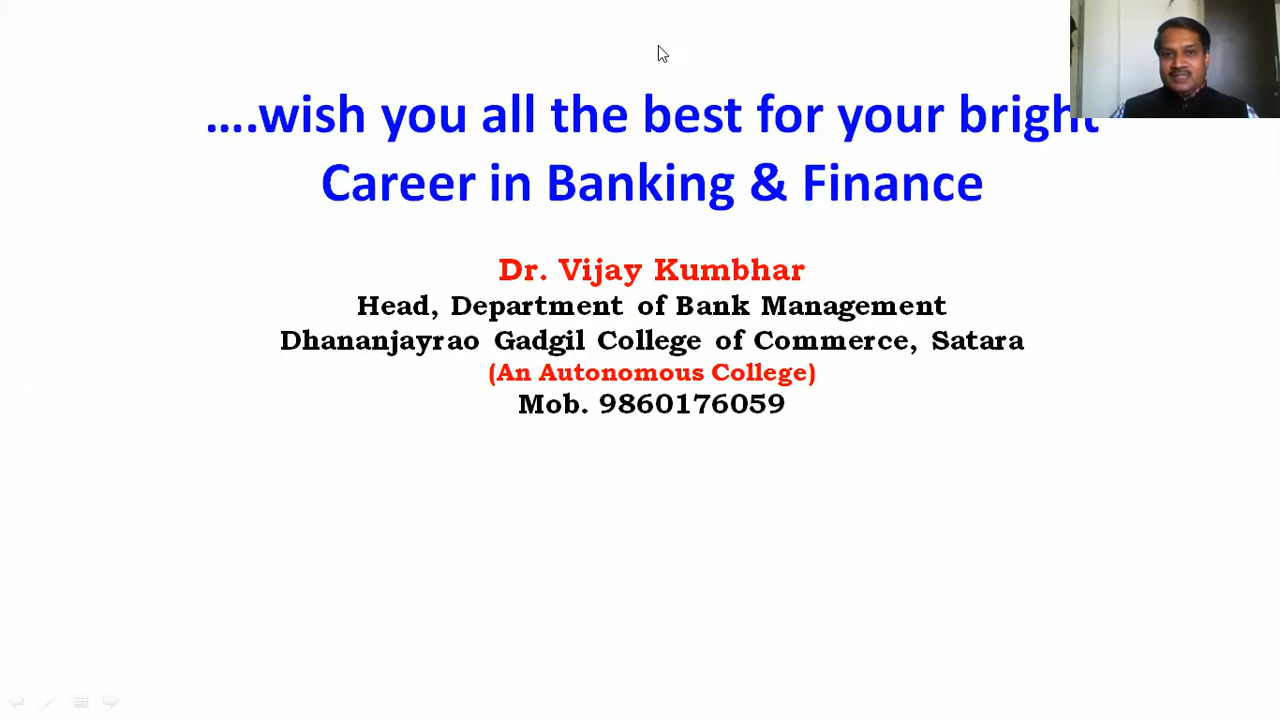 ....wish you all the best for your bright
Career in Banking & Finance
Dr. Vijay Kumbhar
Head, Department of Bank Management
Dhananjayrao Gadgil College of Commerce, Satara
(An Autonomous College)
Mob. 9860176059